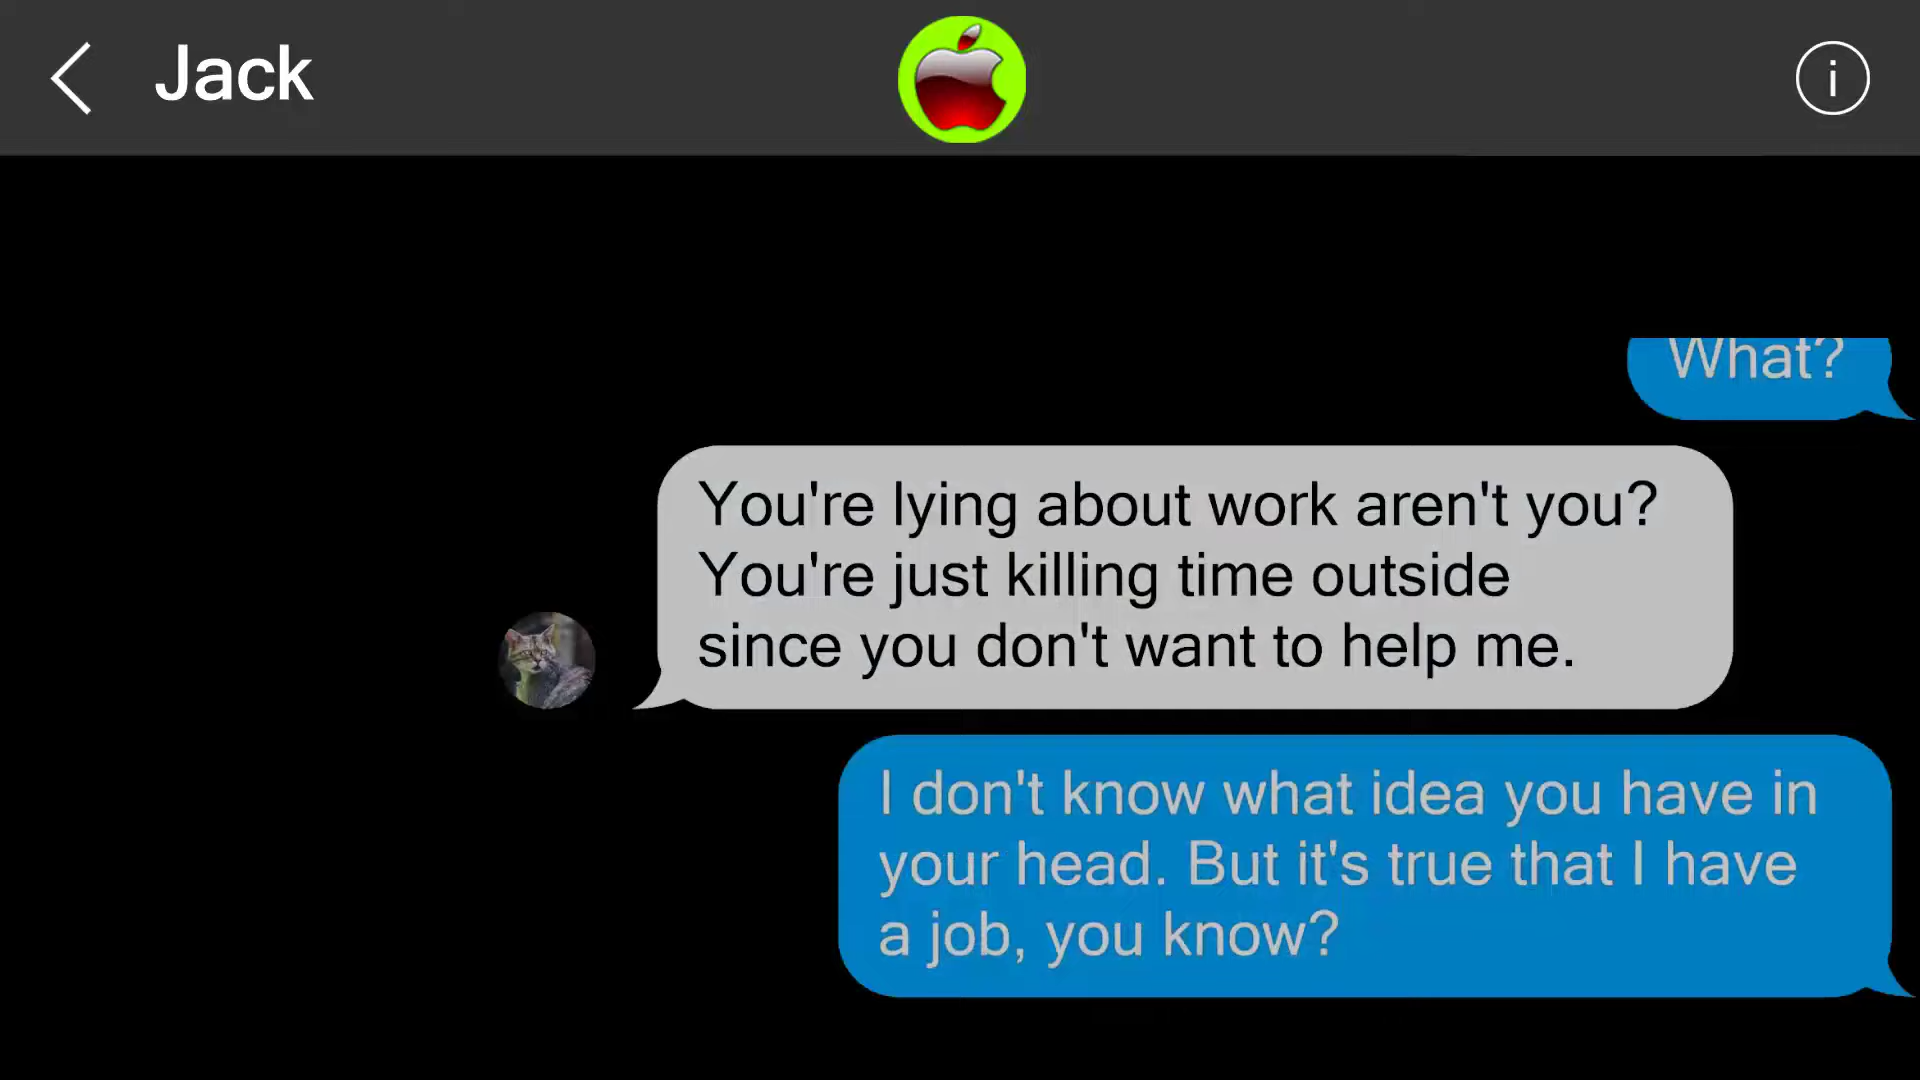 Jack
What?
You're lying about work aren't you?
You're just killing time outside
since you don't want to help me.
I don't know what idea you have in
your head. But it's true that I have
a job, you know?